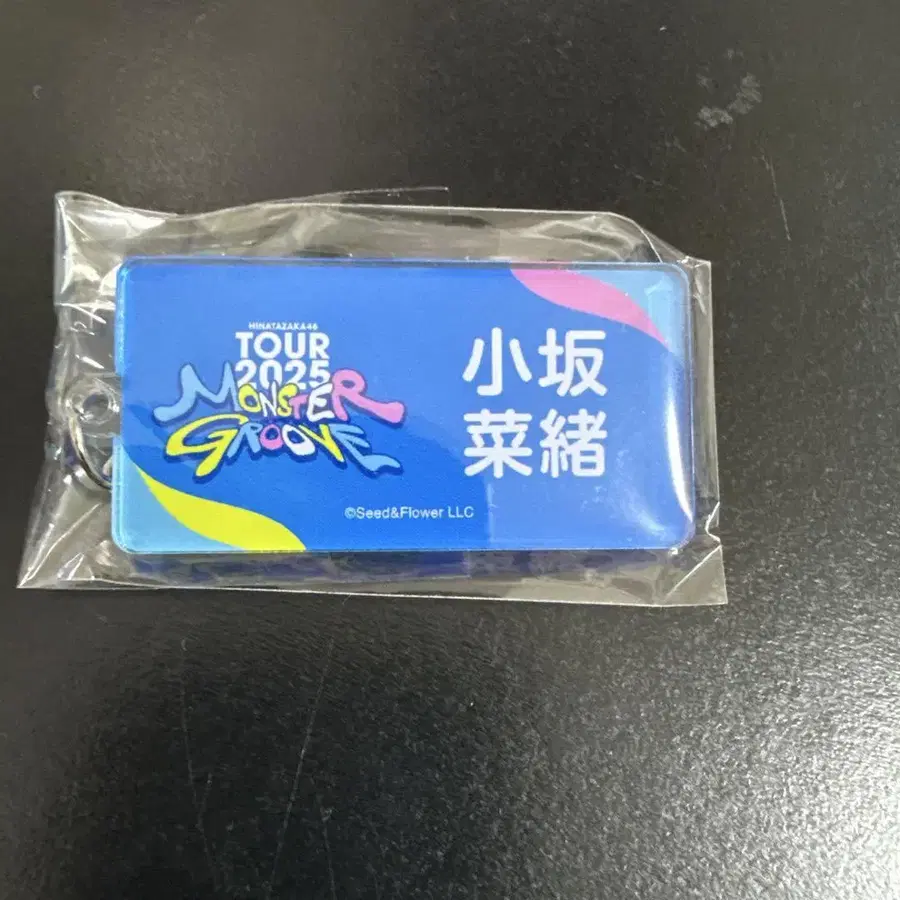 HINATAZAKA46
TOUR
2025
MONSTER
GROOVE
小坂
菜緒
©Seed&Flower LLC